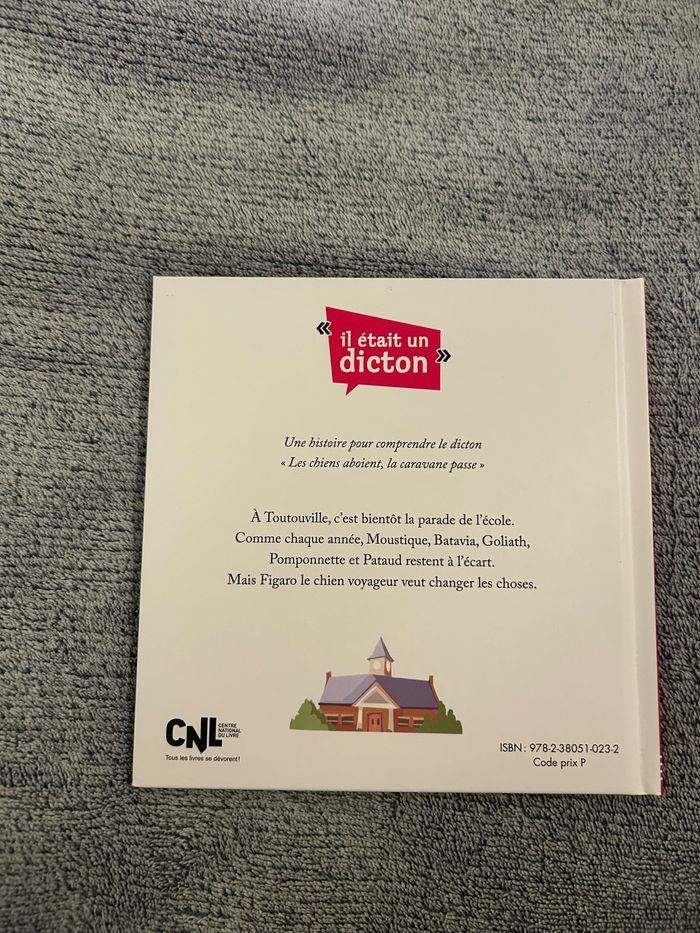 « il était un
dicton »
Une histoire pour comprendre le dicton
« Les chiens aboient, la caravane passe »
À Toutouville, c’est bientôt la parade de l’école.
Comme chaque année, Moustique, Batavia, Goliath,
Pomponnette et Pataud restent à l’écart.
Mais Figaro le chien voyageur veut changer les choses.
CNL
CENTRE
NATIONAL
DU LIVRE
Tous les livres se dévorent!
ISBN : 978-2-38051-023-2
Code prix P